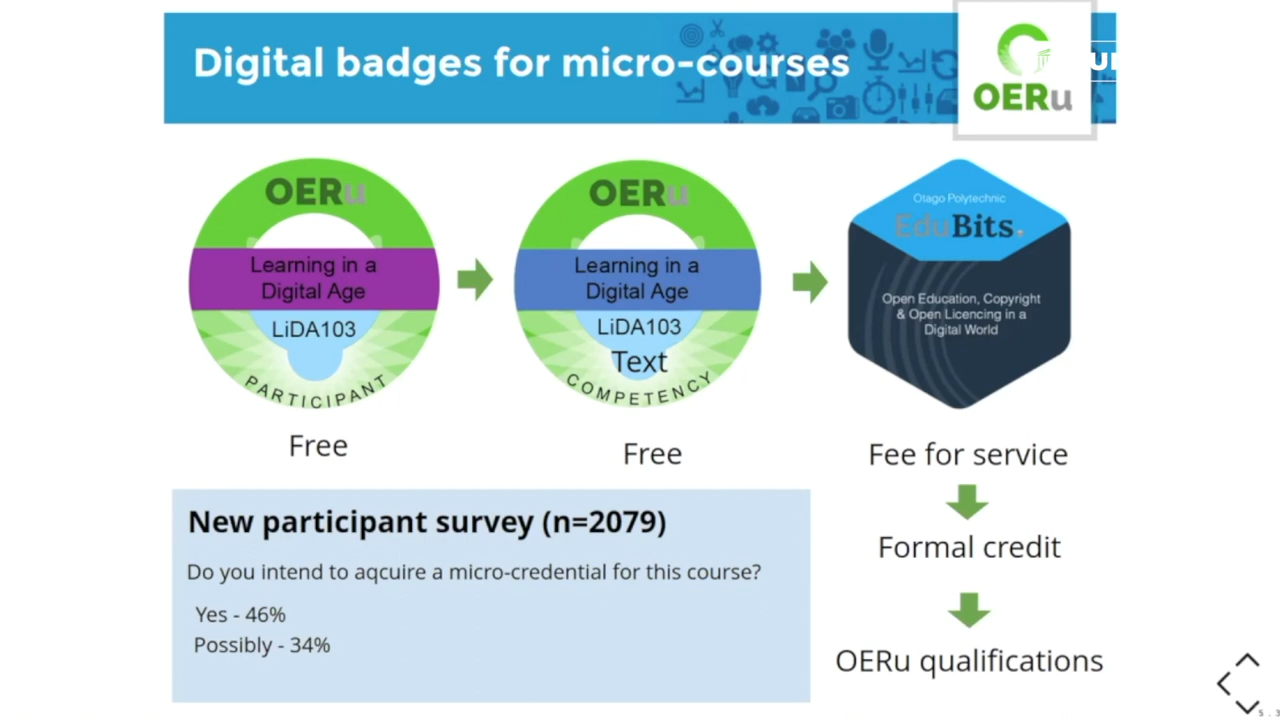 Digital badges for micro-courses
OERu
OERu
Learning in a
Digital Age
LiDA103
PARTICIPANT
Free
OERu
Learning in a
Digital Age
LiDA103
Text
COMPETENCY
Free
Otago Polytechnic
EduBits.
Open Education, Copyright
& Open Licencing in a
Digital World
Fee for service
Formal credit
OERu qualifications
New participant survey (n=2079)
Do you intend to aqcuire a micro-credential for this course?
Yes - 46%
Possibly - 34%
5.3